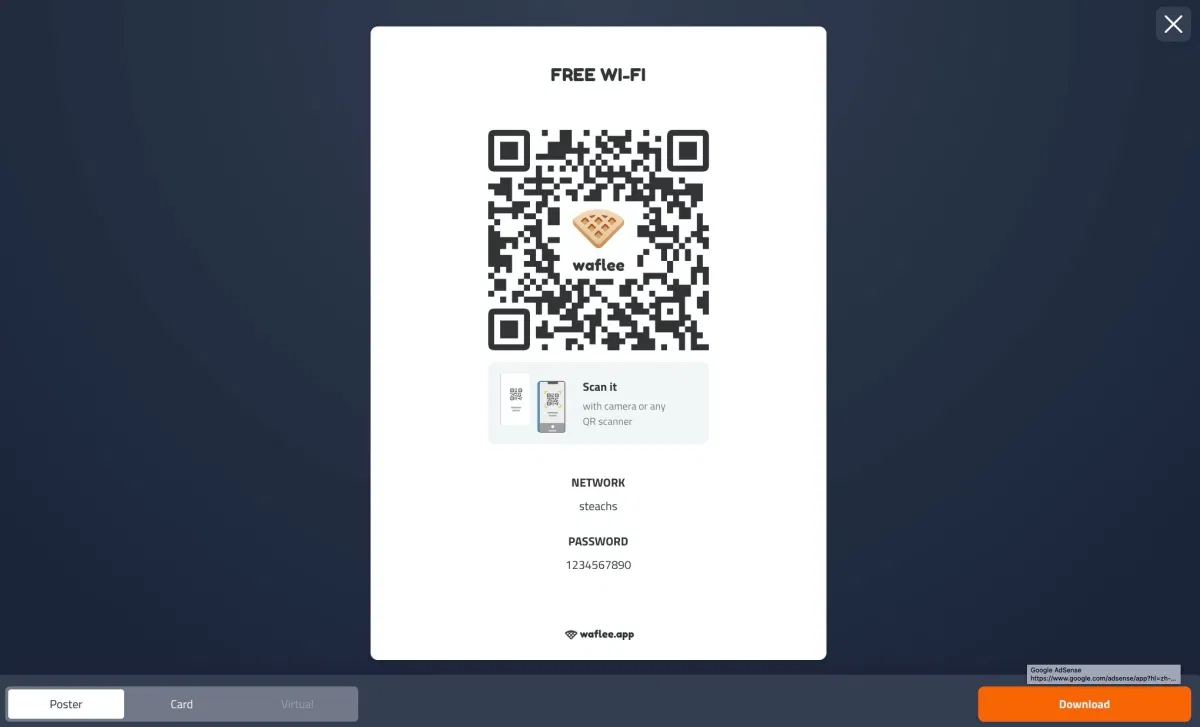 FREE WI-FI
waflee
Scan it
with camera or any
QR scanner
NETWORK
steachs
PASSWORD
1234567890
waflee.app
Google AdSense
https://www.google.com/adsense/app?hl=zh-...
Poster
Card
Virtual
Download